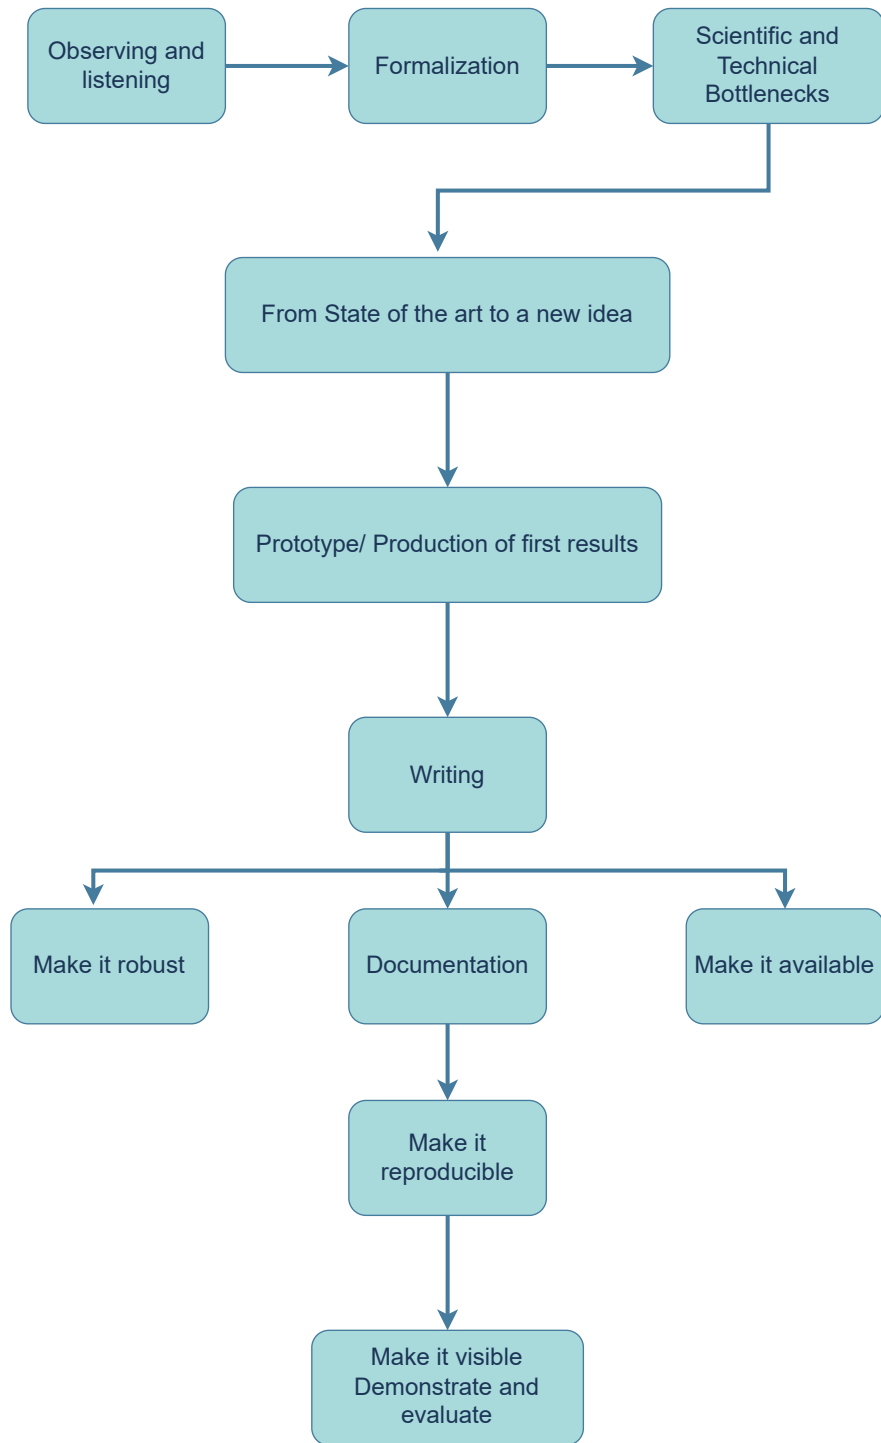 Observing and
listening
Formalization
Scientific and
Technical
Bottlenecks
From State of the art to a new idea
Prototype/ Production of first results
Writing
Make it robust
Documentation
Make it available
Make it
reproducible
Make it visible
Demonstrate and
evaluate